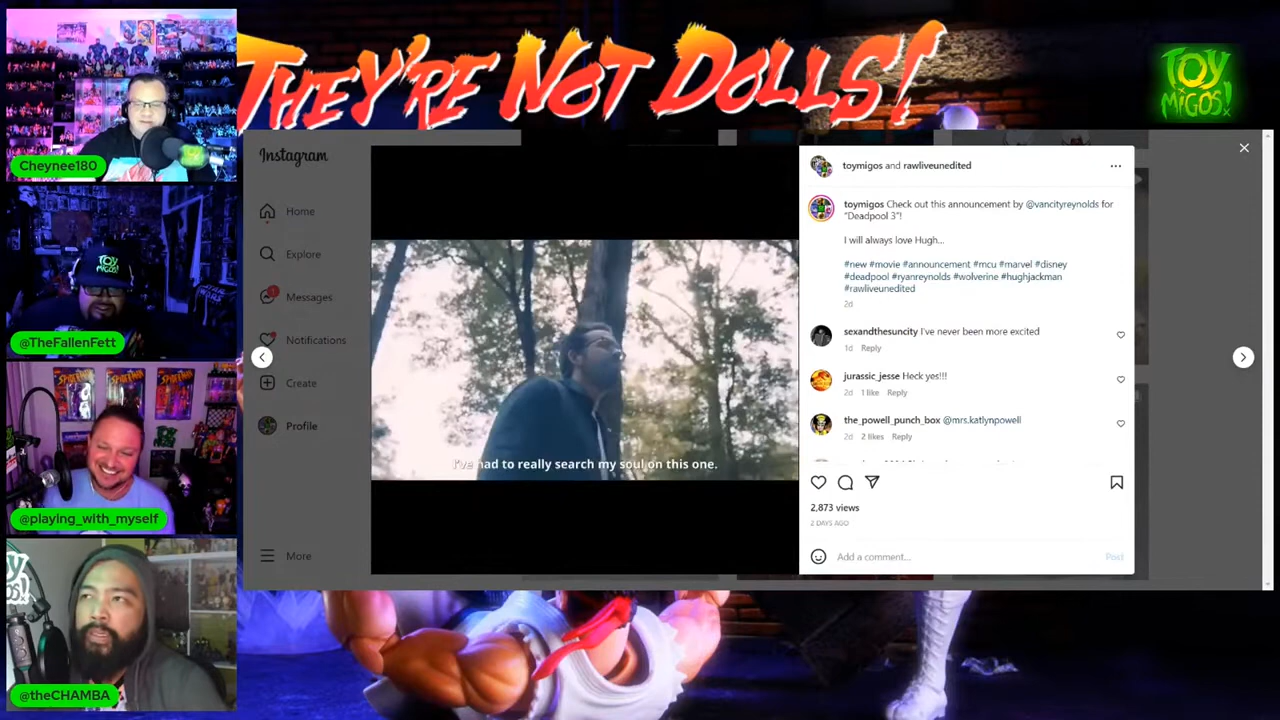 THEY'RE NOT DOLLS!
TOY
MIGOS!
Cheynee180
@TheFallenFett
TOY
MIGOS!
@playing_with_myself
@theCHAMBA
Instagram
Home
Explore
Messages
Notifications
Create
Profile
More
I've had to really search my soul on this one.
toymigos and rawliveunedited
toymigos Check out this announcement by @vancityreynolds for
"Deadpool 3"!
I will always love Hugh...
#new #movie #announcement #mcu #marvel #disney
#deadpool #ryanreynolds #wolverine #hughjackman
#rawliveunedited
2d
sexandthesuncity I've never been more excited
1d Reply
jurassic_jesse Heck yes!!!
2d 1 like Reply
the_powell_punch_box @mrs.katlynpowell
2d 2 likes Reply
2,873 views
2 DAYS AGO
Add a comment...
Post